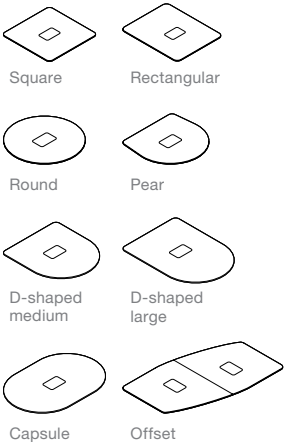 Square
Rectangular
Round
Pear
D-shaped
medium
D-shaped
large
Capsule
Offset